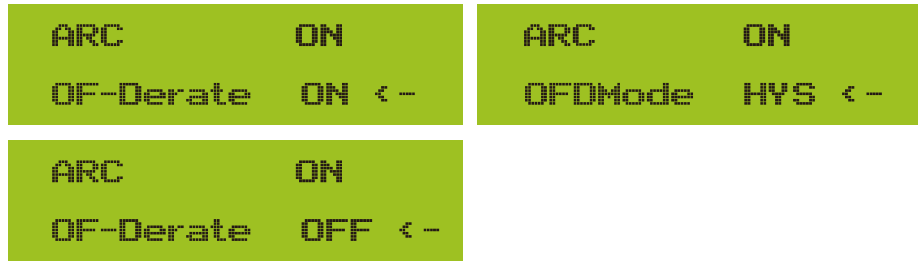 ARC ON
OF-Derate ON <-
ARC ON
OFDMode HYS <-
ARC ON
OF-Derate OFF <-